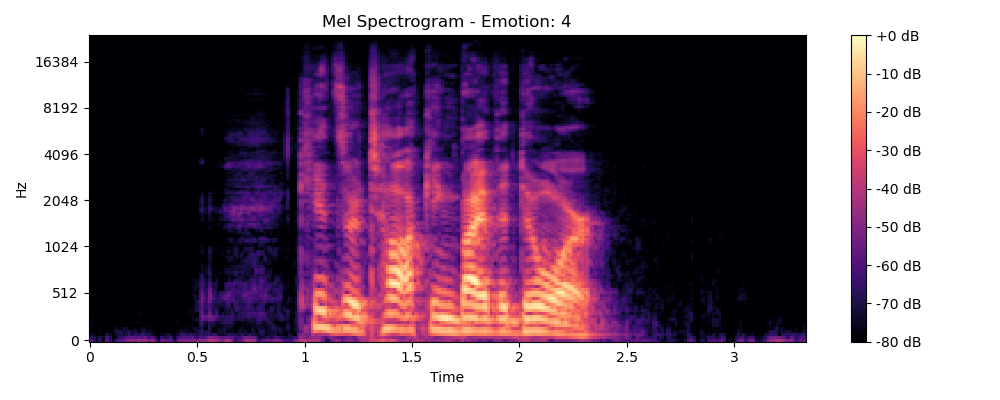 Mel Spectrogram - Emotion: 4
Hz
16384
8192
4096
2048
1024
512
0
0 0.5 1 1.5 2 2.5 3
Time
+0 dB
-10 dB
-20 dB
-30 dB
-40 dB
-50 dB
-60 dB
-70 dB
-80 dB